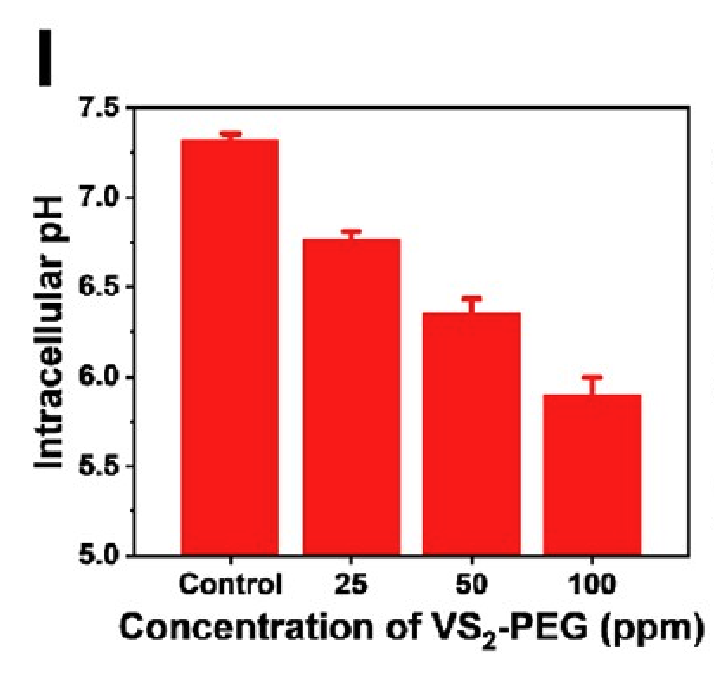 I
7.5
7.0
6.5
6.0
5.5
5.0
Intracellular pH
Control 25 50 100
Concentration of VS₂-PEG (ppm)